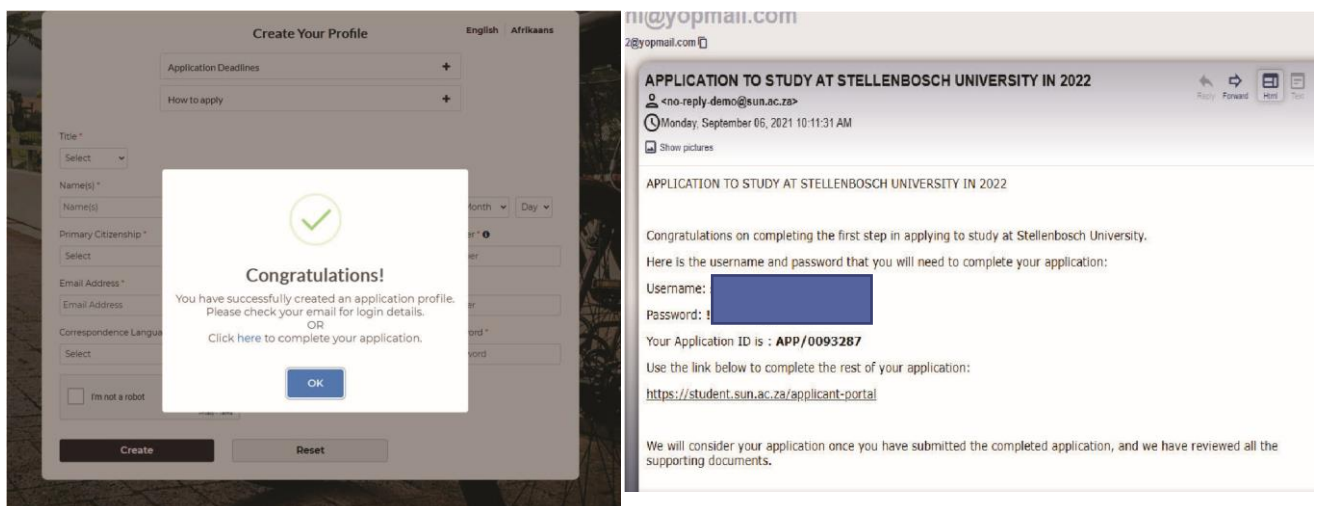 Create Your Profile
English Afrikaans
Application Deadlines +
How to apply +
Title *
Select
Name(s) *
Name(s)
Month
Day
Primary Citizenship *
Select
Email Address *
Email Address
Correspondence Langua
Select
I'm not a robot
Create
Reset
Congratulations!
You have successfully created an application profile.
Please check your email for login details.
OR
Click here to complete your application.
OK
@yopmail.com
2@yopmail.com
APPLICATION TO STUDY AT STELLENBOSCH UNIVERSITY IN 2022
<no-reply-demo@sun.ac.za>
Monday, September 06, 2021 10:11:31 AM
Show pictures
Reply Forward Html Text
APPLICATION TO STUDY AT STELLENBOSCH UNIVERSITY IN 2022
Congratulations on completing the first step in applying to study at Stellenbosch University.
Here is the username and password that you will need to complete your application:
Username:
Password: !
Your Application ID is : APP/0093287
Use the link below to complete the rest of your application:
https://student.sun.ac.za/applicant-portal
We will consider your application once you have submitted the completed application, and we have reviewed all the
supporting documents.